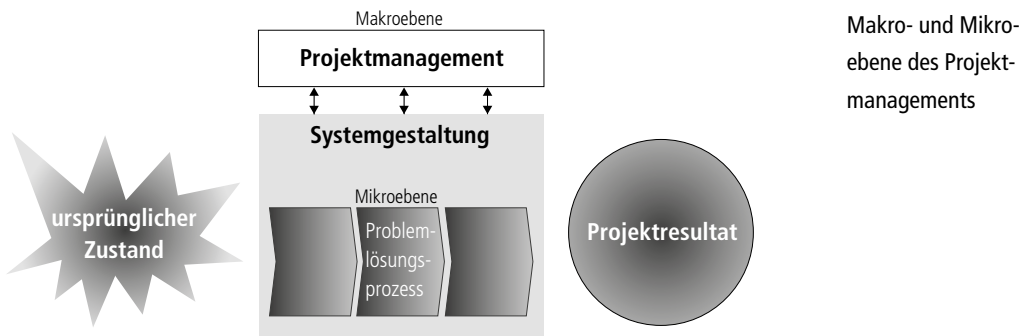 Makroebene
Projektmanagement
Systemgestaltung
Mikroebene
Problem-
lösungs-
prozess
ursprünglicher
Zustand
Projektresultat
Makro- und Mikro-
ebene des Projekt-
managements